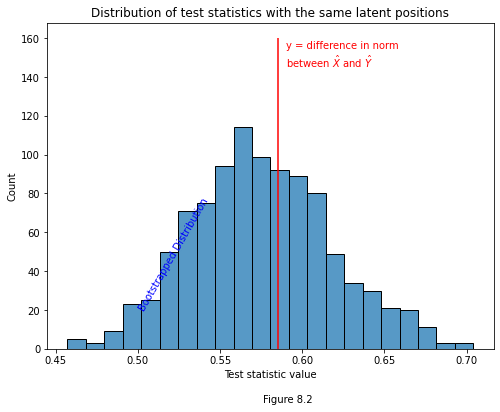 Distribution of test statistics with the same latent positions
160
140
120
100
80
60
40
20
0
Count
y = difference in norm
between X̂ and Ŷ
Bootstrapped Distribution
0.45 0.50 0.55 0.60 0.65 0.70
Test statistic value
Figure 8.2